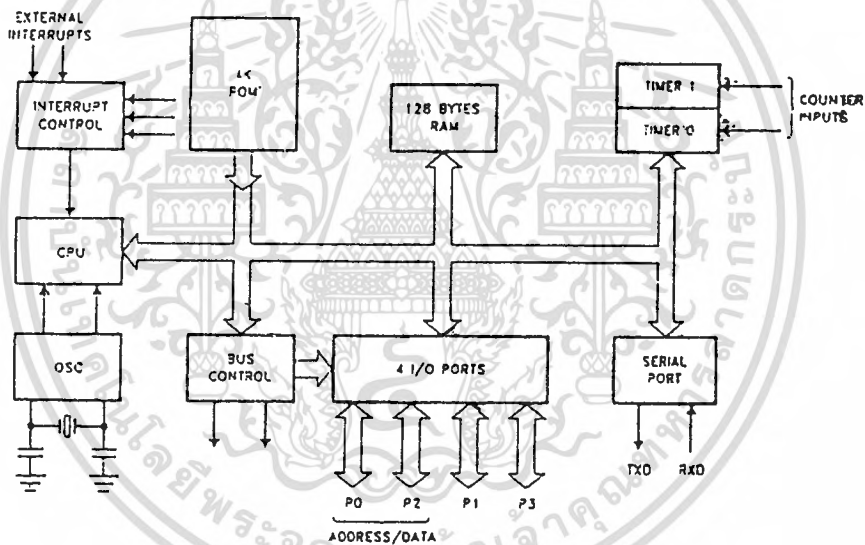 EXTERNAL
INTERRUPTS
INTERRUPT
CONTROL
128 BYTES
RAM
TIMER 1
TIMER 0
COUNTER
INPUTS
CPU
OSC
BUS
CONTROL
4 I/O PORTS
SERIAL
PORT
TXD
RXD
P0
P2
P1
P3
ADDRESS/DATA